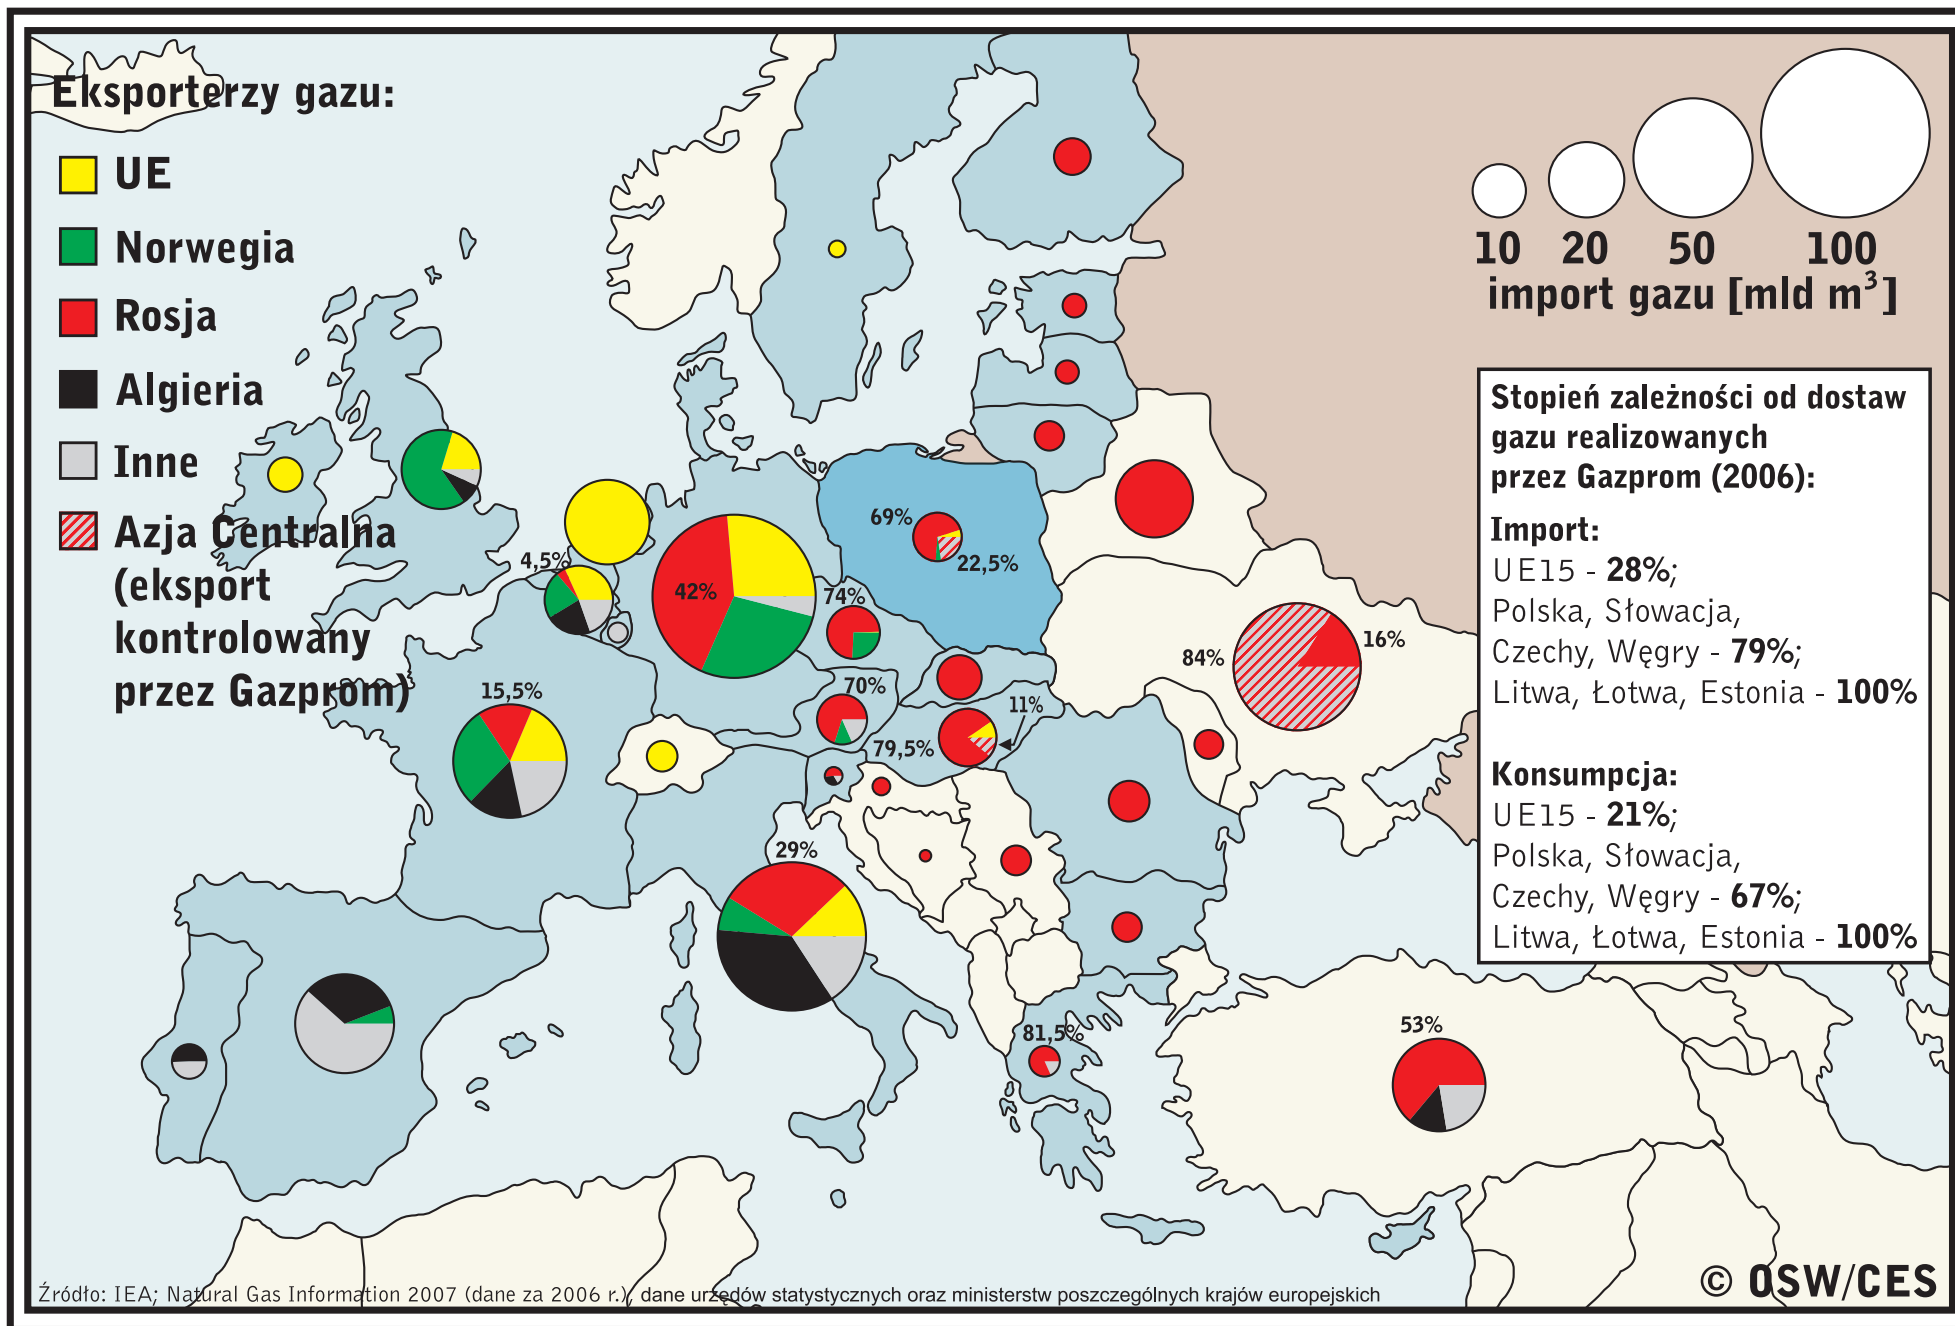 Eksporterzy gazu:
UE
Norwegia
Rosja
Algieria
Inne
Azja Centralna
(eksport
kontrolowany
przez Gazprom)
10 20 50 100
import gazu [mld m³]
Stopień zależności od dostaw
gazu realizowanych
przez Gazprom (2006):
Import:
UE15 - 28%;
Polska, Słowacja,
Czechy, Węgry - 79%;
Litwa, Łotwa, Estonia - 100%
Konsumpcja:
UE15 - 21%;
Polska, Słowacja,
Czechy, Węgry - 67%;
Litwa, Łotwa, Estonia - 100%
69%
22,5%
4,5%
42%
74%
84%
16%
15,5%
70%
11%
79,5%
29%
81,5%
53%
Źródło: IEA; Natural Gas Information 2007 (dane za 2006 r.), dane urzędów statystycznych oraz ministerstw poszczególnych krajów europejskich
© OSW/CES